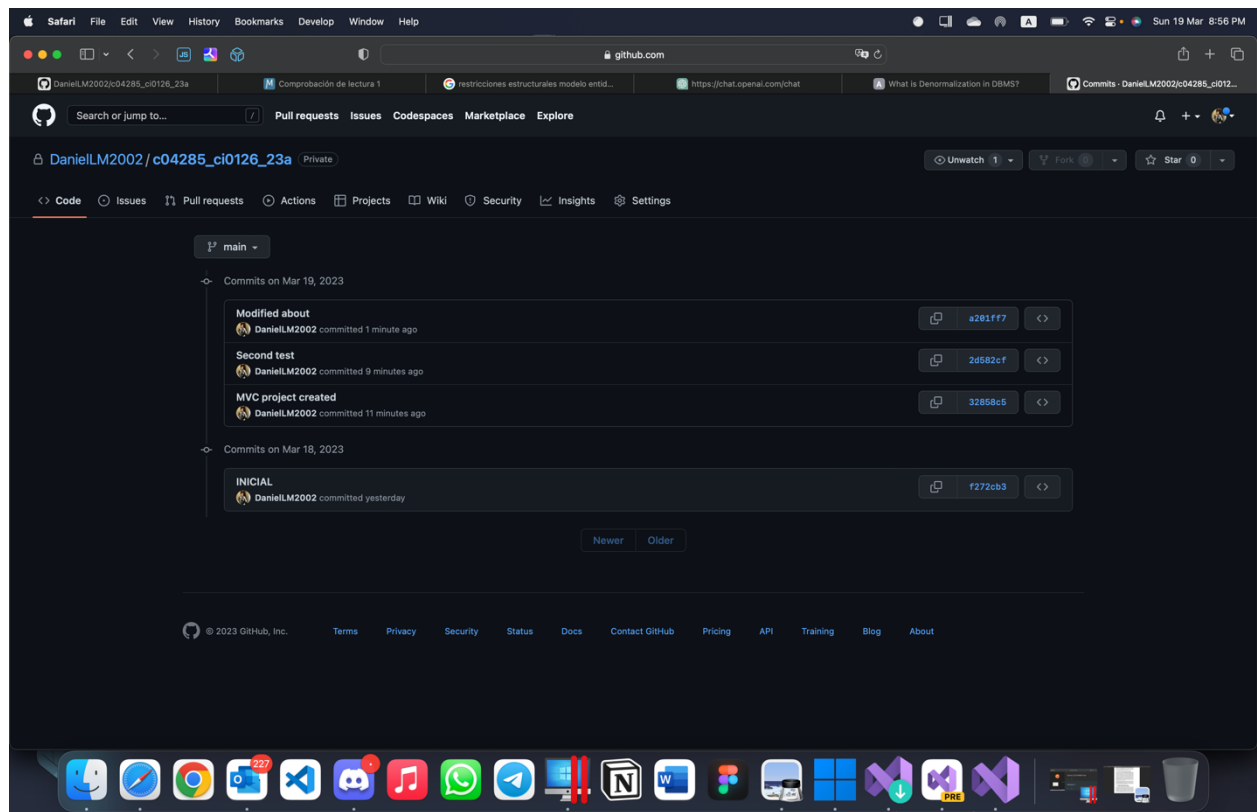 Safari File Edit View History Bookmarks Develop Window Help A Sun 19 Mar 8:56 PM
JS github.com
DanielLM2002/c04285_ci0126_23a Comprobación de lectura 1 restricciones estructurales modelo entid... https://chat.openai.com/chat What is Denormalization in DBMS? Commits · DanielLM2002/c04285_ci012...
Search or jump to... / Pull requests Issues Codespaces Marketplace Explore
DanielLM2002 / c04285_ci0126_23a Private Unwatch 1 Fork 0 Star 0
Code Issues Pull requests Actions Projects Wiki Security Insights Settings
main
Commits on Mar 19, 2023
Modified about
DanielLM2002 committed 1 minute ago a201ff7
Second test
DanielLM2002 committed 9 minutes ago 2d582cf
MVC project created
DanielLM2002 committed 11 minutes ago 32858c5
Commits on Mar 18, 2023
INICIAL
DanielLM2002 committed yesterday f272cb3
Newer Older
© 2023 GitHub, Inc. Terms Privacy Security Status Docs Contact GitHub Pricing API Training Blog About
227
PRE